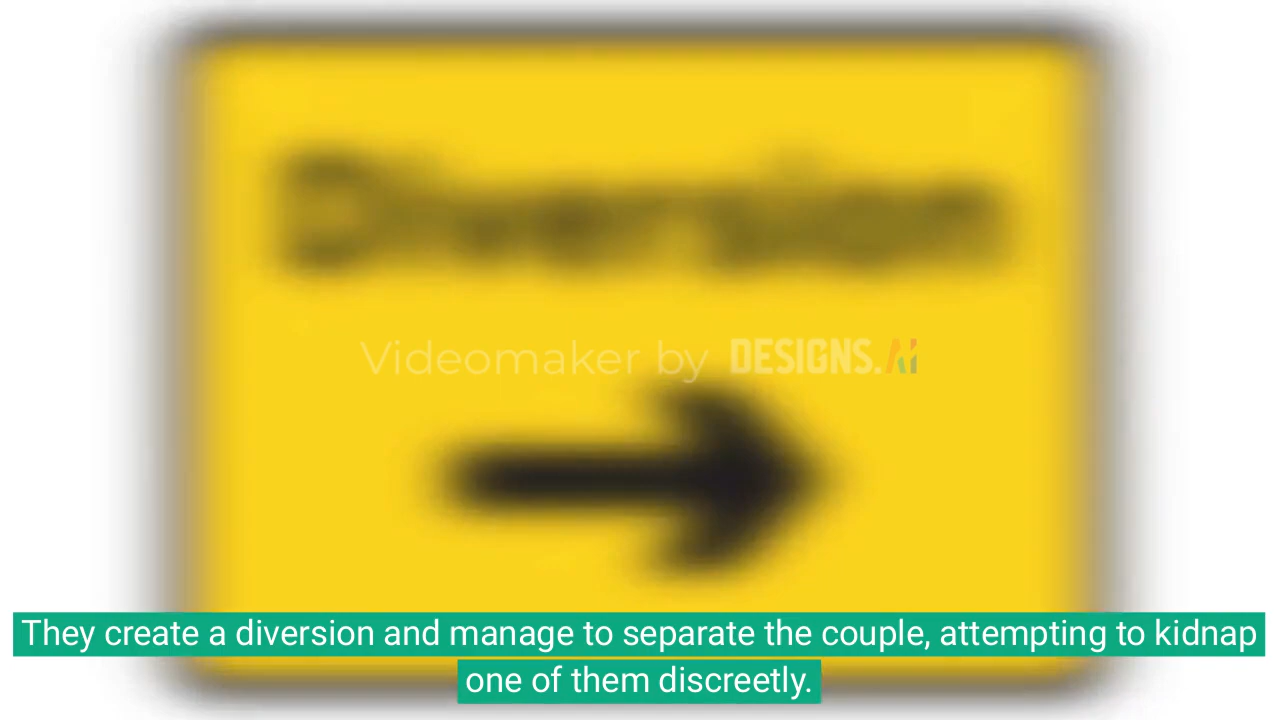 Diversion
Videomaker by DESIGNS.AI
They create a diversion and manage to separate the couple, attempting to kidnap
one of them discreetly.